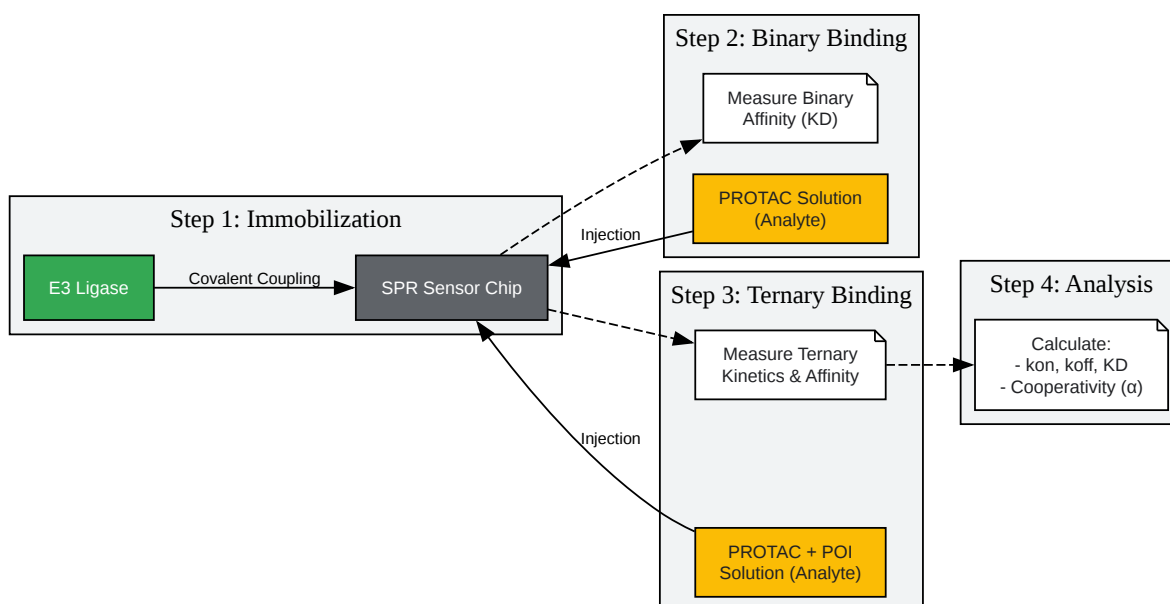 Step 1: Immobilization
E3 Ligase
Covalent Coupling
SPR Sensor Chip
Step 2: Binary Binding
Measure Binary
Affinity (KD)
PROTAC Solution
(Analyte)
Injection
Step 3: Ternary Binding
Measure Ternary
Kinetics & Affinity
Injection
PROTAC + POI
Solution (Analyte)
Step 4: Analysis
Calculate:
- kon, koff, KD
- Cooperativity (α)